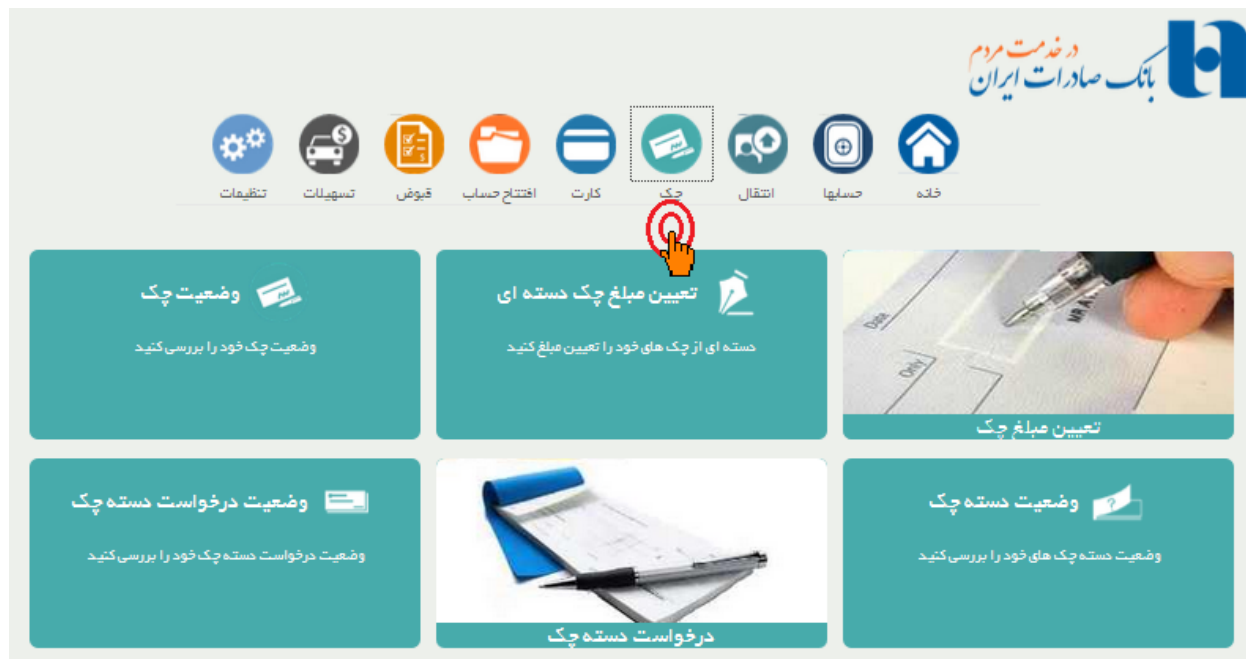 در خدمت مردم
بانک صادرات ایران
خانه
حسابها
انتقال
چک
کارت
افتتاح حساب
قبوض
تسهیلات
تنظیمات
Date
Only
MR A
تعیین مبلغ چک
تعیین مبلغ چک دسته ای
دسته ای از چک های خود را تعیین مبلغ کنید
وضعیت چک
وضعیت چک خود را بررسی کنید
وضعیت دسته چک
وضعیت دسته چک های خود را بررسی کنید
درخواست دسته چک
وضعیت درخواست دسته چک
وضعیت درخواست دسته چک خود را بررسی کنید